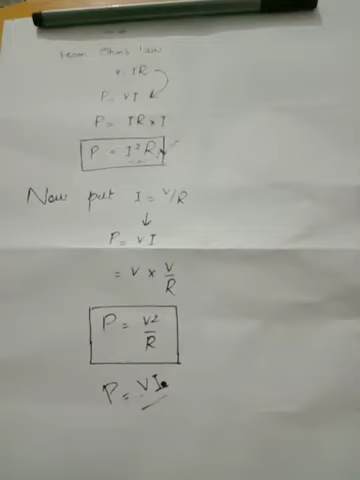 From Ohm's law
V = IR
P = VI
P = IR × I
P = I²R
Now put I = V/R
↓
P = VI
= V × V/R
P = V²/R
P = VI